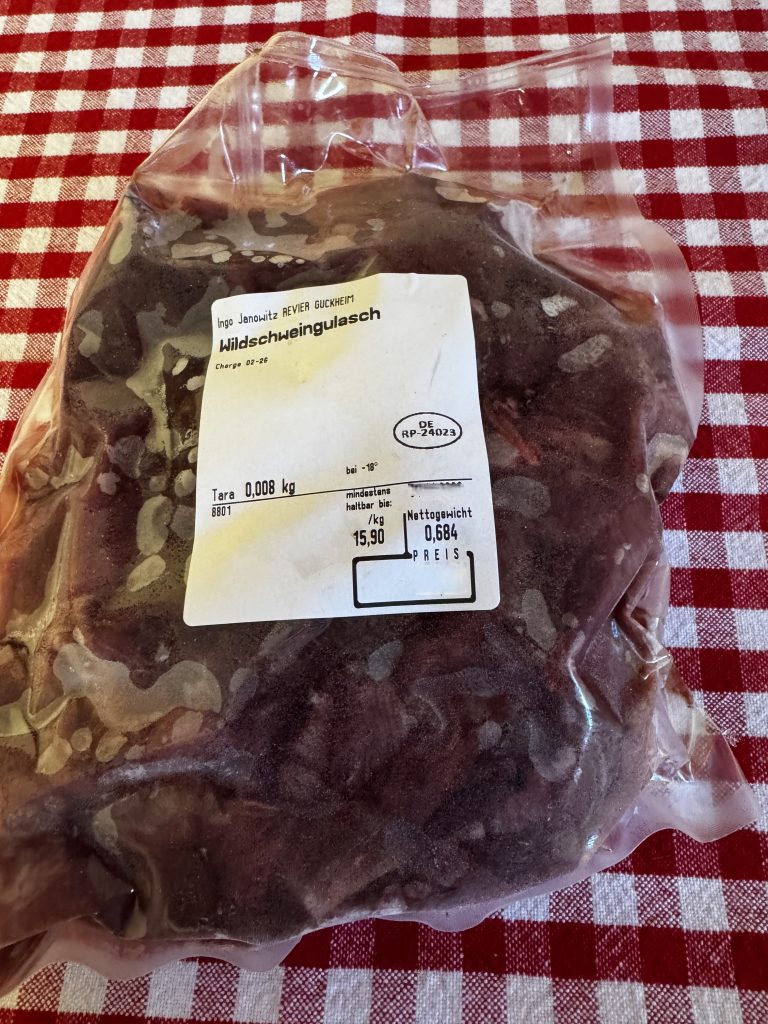 Ingo Janowitz REVIER GUCKHEIM
Wildschweingulasch
Charge 02-26
DE
RP-24023
bei -18°
Tara 0,008 kg
mindestens
haltbar bis:
8801
/kg
Nettogewicht
15,90
0,684
PREIS